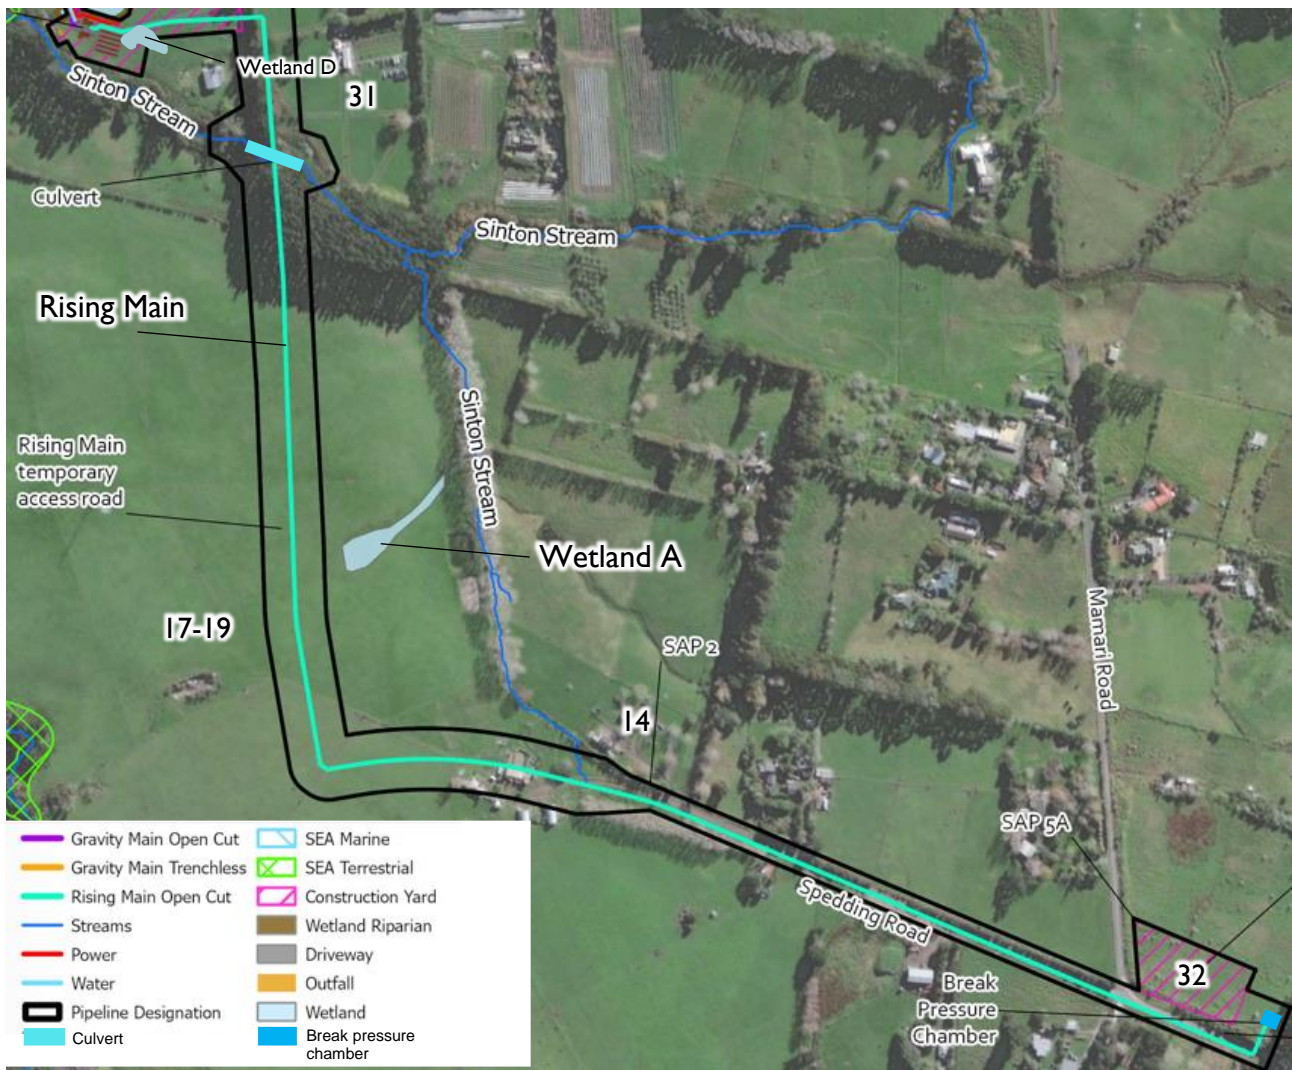 Wetland D
31
Sinton Stream
Culvert
Sinton Stream
Rising Main
Sinton Stream
Rising Main
temporary
access road
Wetland A
17-19
SAP 2
14
Mamari Road
SAP 5A
Spedding Road
32
Break
Pressure
Chamber
Gravity Main Open Cut
Gravity Main Trenchless
Rising Main Open Cut
Streams
Power
Water
Pipeline Designation
Culvert
SEA Marine
SEA Terrestrial
Construction Yard
Wetland Riparian
Driveway
Outfall
Wetland
Break pressure
chamber